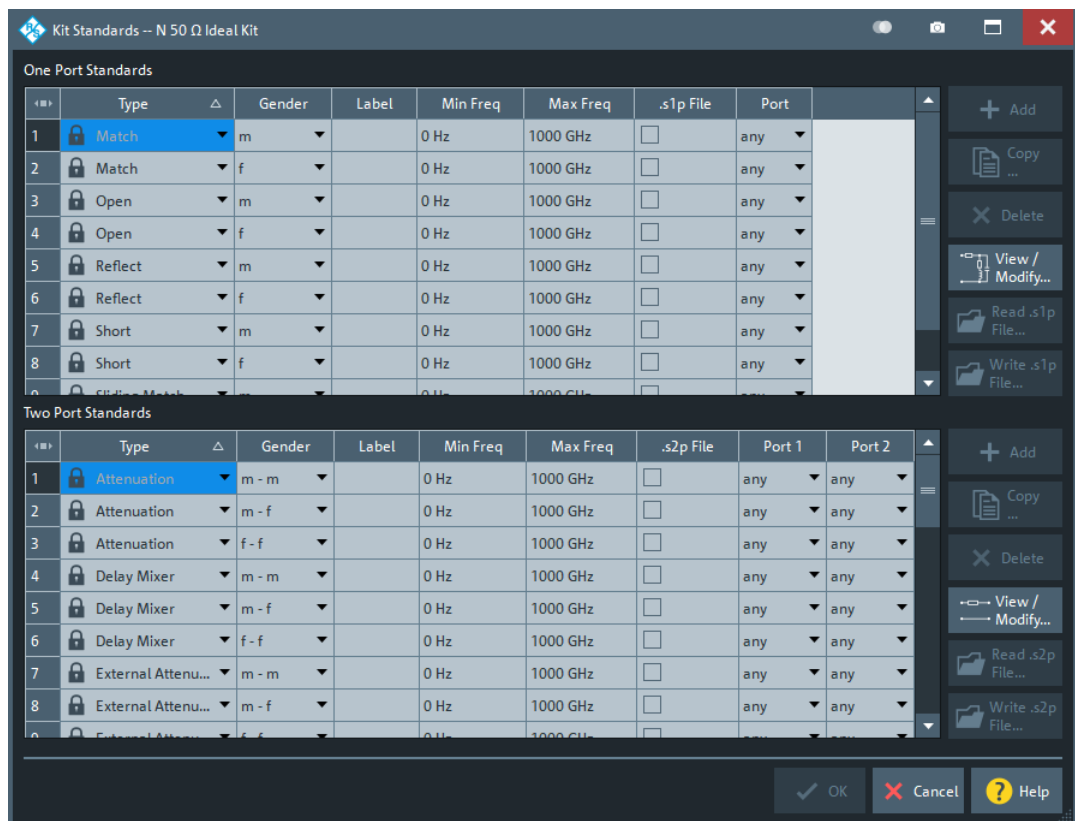 Kit Standards -- N 50 Ω Ideal Kit
One Port Standards
Type Gender Label Min Freq Max Freq .s1p File Port
1 Match m 0 Hz 1000 GHz any
2 Match f 0 Hz 1000 GHz any
3 Open m 0 Hz 1000 GHz any
4 Open f 0 Hz 1000 GHz any
5 Reflect m 0 Hz 1000 GHz any
6 Reflect f 0 Hz 1000 GHz any
7 Short m 0 Hz 1000 GHz any
8 Short f 0 Hz 1000 GHz any
Add
Copy
...
Delete
View /
Modify...
Read .s1p
File...
Write .s1p
File...
Two Port Standards
Type Gender Label Min Freq Max Freq .s2p File Port 1 Port 2
1 Attenuation m - m 0 Hz 1000 GHz any any
2 Attenuation m - f 0 Hz 1000 GHz any any
3 Attenuation f - f 0 Hz 1000 GHz any any
4 Delay Mixer m - m 0 Hz 1000 GHz any any
5 Delay Mixer m - f 0 Hz 1000 GHz any any
6 Delay Mixer f - f 0 Hz 1000 GHz any any
7 External Attenu... m - m 0 Hz 1000 GHz any any
8 External Attenu... m - f 0 Hz 1000 GHz any any
Add
Copy
...
Delete
View /
Modify...
Read .s2p
File...
Write .s2p
File...
OK Cancel ? Help